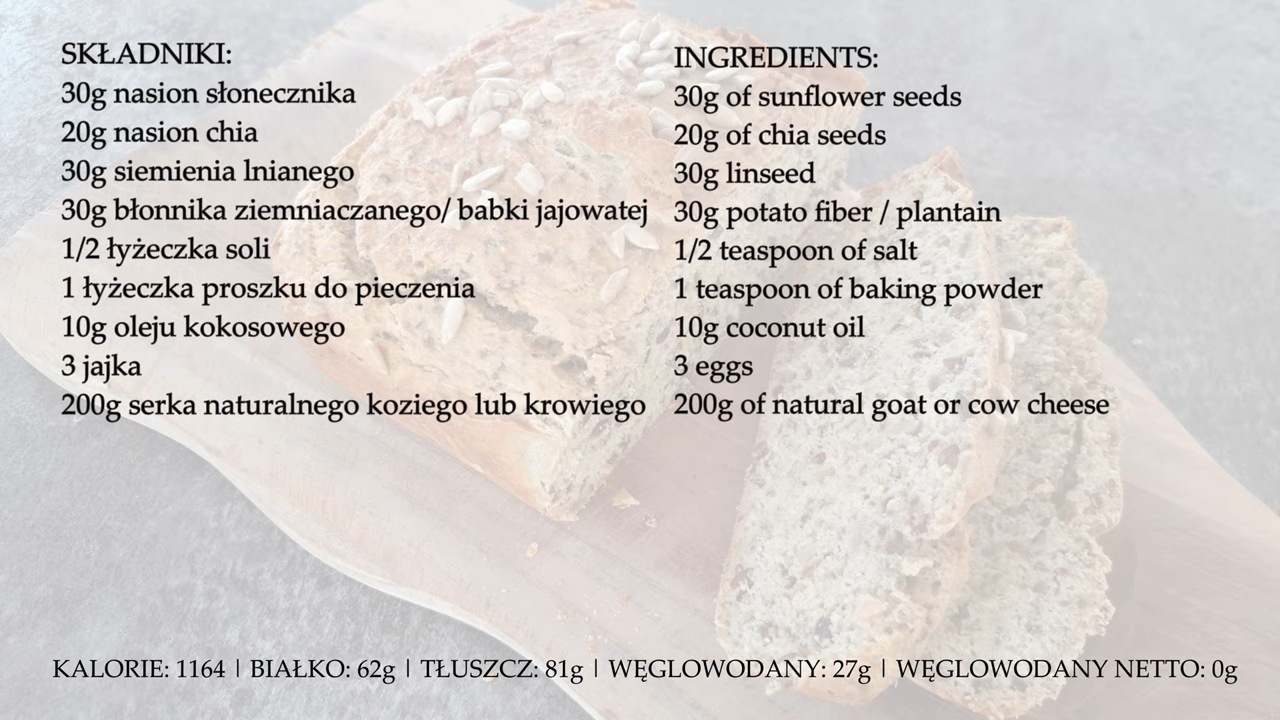 SKŁADNIKI:
30g nasion słonecznika
20g nasion chia
30g siemienia lnianego
30g błonnika ziemniaczanego/ babki jajowatej
1/2 łyżeczka soli
1 łyżeczka proszku do pieczenia
10g oleju kokosowego
3 jajka
200g serka naturalnego koziego lub krowiego
INGREDIENTS:
30g of sunflower seeds
20g of chia seeds
30g linseed
30g potato fiber / plantain
1/2 teaspoon of salt
1 teaspoon of baking powder
10g coconut oil
3 eggs
200g of natural goat or cow cheese
KALORIE: 1164 | BIAŁKO: 62g | TŁUSZCZ: 81g | WĘGLOWODANY: 27g | WĘGLOWODANY NETTO: 0g